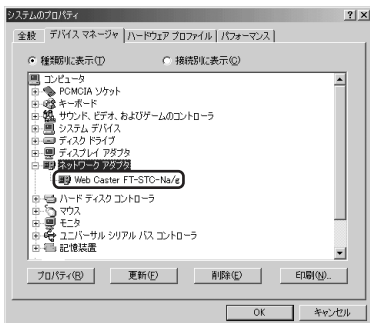 システムのプロパティ
全般 デバイス マネージャ ハードウェア プロファイル パフォーマンス
種類別に表示(T) 接続別に表示(C)
コンピュータ
PCMCIA ソケット
キーボード
サウンド、ビデオ、およびゲームのコントローラ
システム デバイス
ディスク ドライブ
ディスプレイ アダプタ
ネットワーク アダプタ
Web Caster FT-STC-Na/g
ハード ディスク コントローラ
マウス
モニタ
ユニバーサル シリアル バス コントローラ
記憶装置
プロパティ(R) 更新(F) 削除(E) 印刷(N)...
OK キャンセル